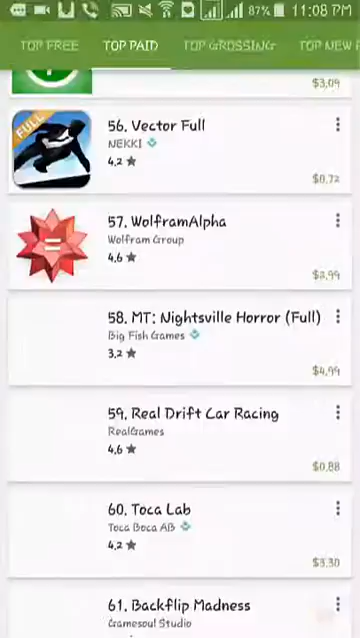 87% 11:08 PM
TOP FREE TOP PAID TOP GROSSING TOP NEW
$3.09
FULL
56. Vector Full
NEKKI
4.2 ★
$0.72
57. WolframAlpha
Wolfram Group
4.6 ★
$2.99
58. MT: Nightsville Horror (Full)
Big Fish Games
3.2 ★
$4.99
59. Real Drift Car Racing
RealGames
4.6 ★
$0.88
60. Toca Lab
Toca Boca AB
4.2 ★
$3.30
61. Backflip Madness
Gamesoul Studio